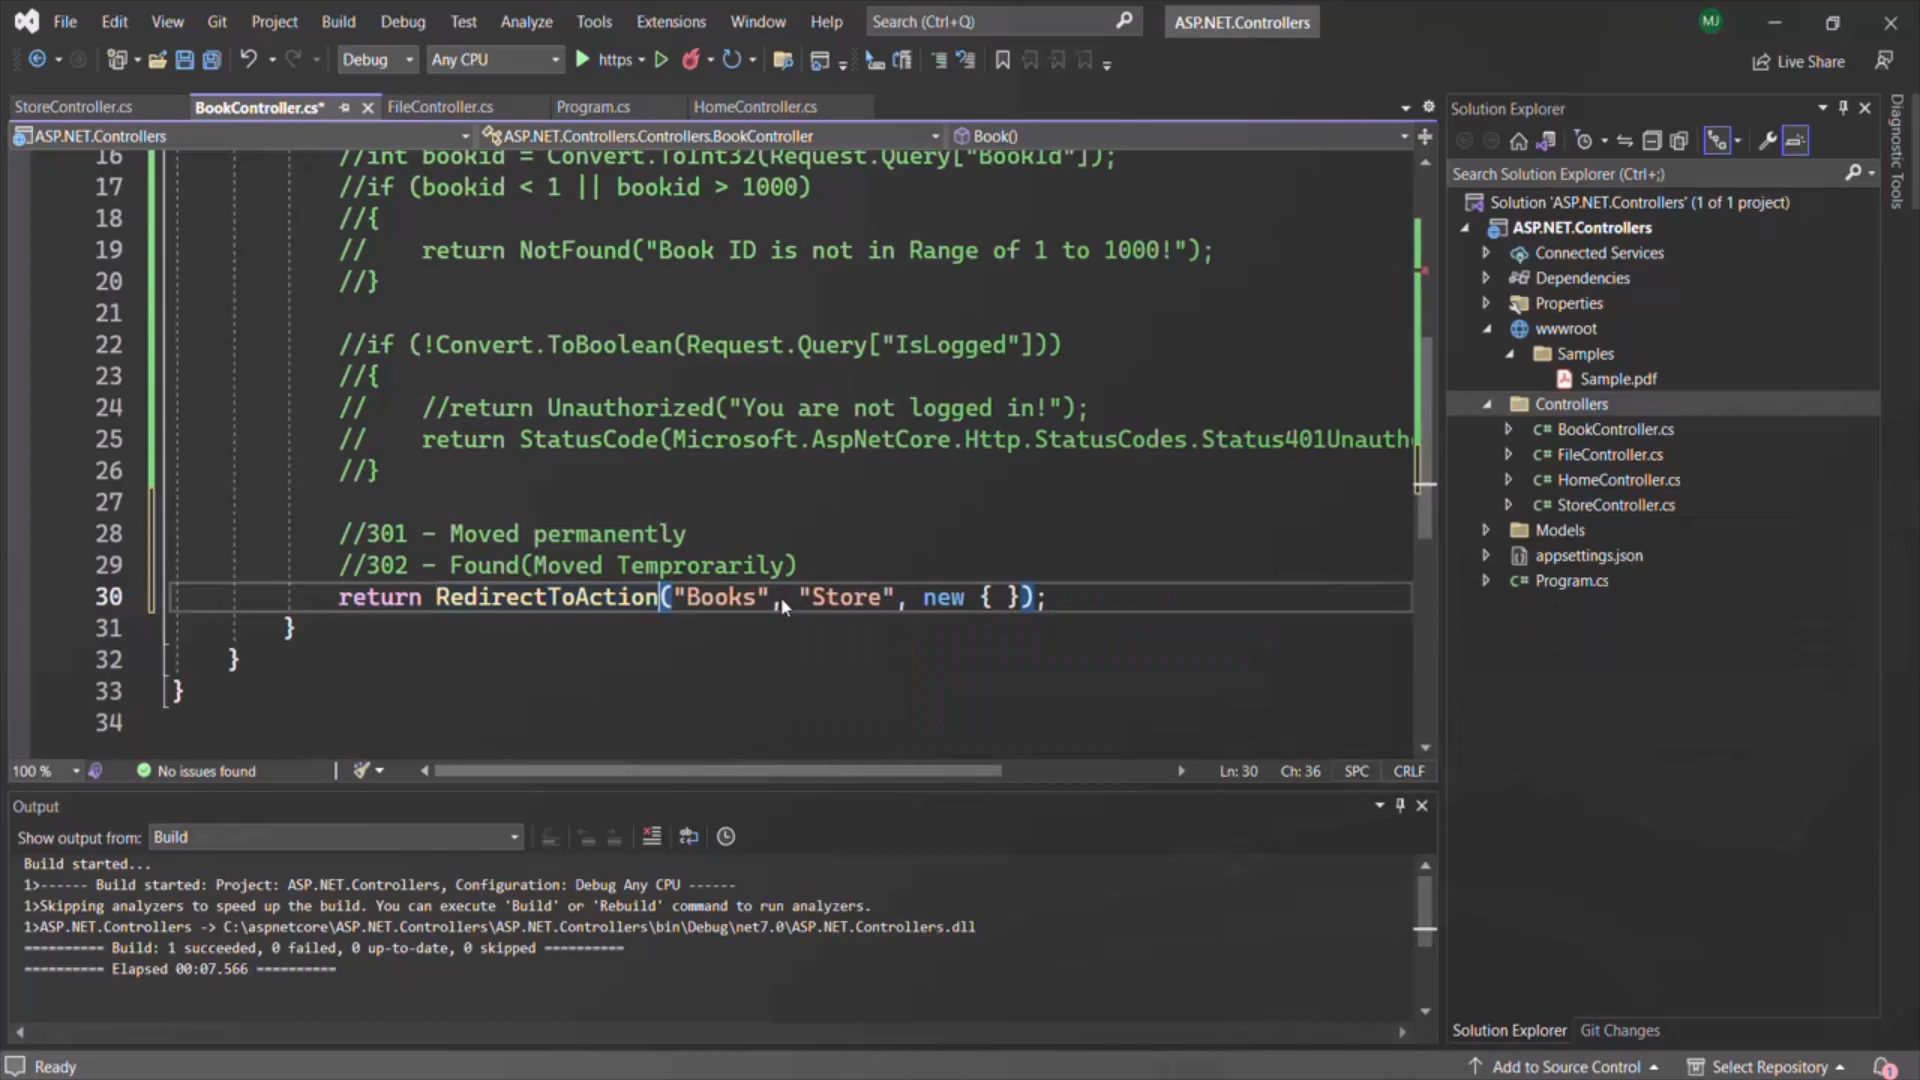 File Edit View Git Project Build Debug Test Analyze Tools Extensions Window Help Search (Ctrl+Q) ASP.NET.Controllers MJ
Debug Any CPU https Live Share
StoreController.cs BookController.cs* FileController.cs Program.cs HomeController.cs
ASP.NET.Controllers ASP.NET.Controllers.Controllers.BookController Book()
16 //int bookid = Convert.ToInt32(Request.Query["BookId"]);
17 //if (bookid < 1 || bookid > 1000)
18 //{
19 // return NotFound("Book ID is not in Range of 1 to 1000!");
20 //}
21
22 //if (!Convert.ToBoolean(Request.Query["IsLogged"]))
23 //{
24 // //return Unauthorized("You are not logged in!");
25 // return StatusCode(Microsoft.AspNetCore.Http.StatusCodes.Status401Unauth
26 //}
27
28 //301 - Moved permanently
29 //302 - Found(Moved Temprorarily)
30 return RedirectToAction("Books", "Store", new { });
31 }
32 }
33 }
34
100 % No issues found Ln: 30 Ch: 36 SPC CRLF
Output
Show output from: Build
Build started...
1>------ Build started: Project: ASP.NET.Controllers, Configuration: Debug Any CPU ------
1>Skipping analyzers to speed up the build. You can execute 'Build' or 'Rebuild' command to run analyzers.
1>ASP.NET.Controllers -> C:\aspnetcore\ASP.NET.Controllers\ASP.NET.Controllers\bin\Debug\net7.0\ASP.NET.Controllers.dll
========== Build: 1 succeeded, 0 failed, 0 up-to-date, 0 skipped ==========
========== Elapsed 00:07.566 ==========
Solution Explorer
Search Solution Explorer (Ctrl+;)
Solution 'ASP.NET.Controllers' (1 of 1 project)
ASP.NET.Controllers
Connected Services
Dependencies
Properties
wwwroot
Samples
Sample.pdf
Controllers
C# BookController.cs
C# FileController.cs
C# HomeController.cs
C# StoreController.cs
Models
appsettings.json
C# Program.cs
Solution Explorer Git Changes
Diagnostic Tools
Ready Add to Source Control Select Repository 1